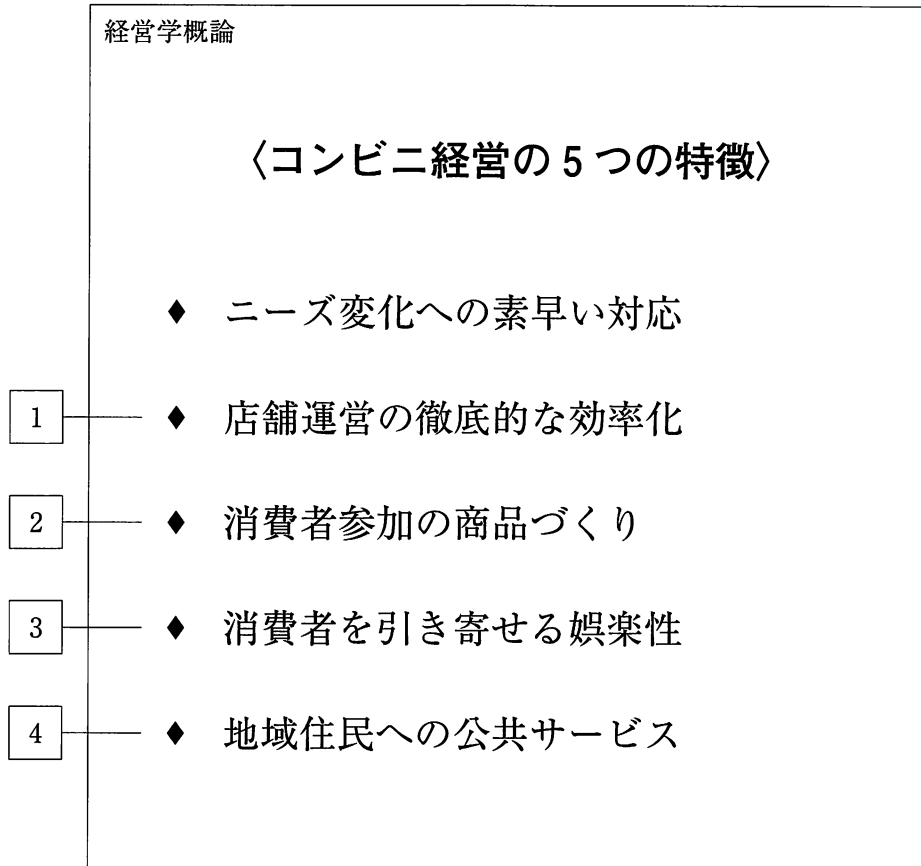 経営学概論
〈コンビニ経営の5つの特徴〉
♦ ニーズ変化への素早い対応
1 ♦ 店舗運営の徹底的な効率化
2 ♦ 消費者参加の商品づくり
3 ♦ 消費者を引き寄せる娯楽性
4 ♦ 地域住民への公共サービス